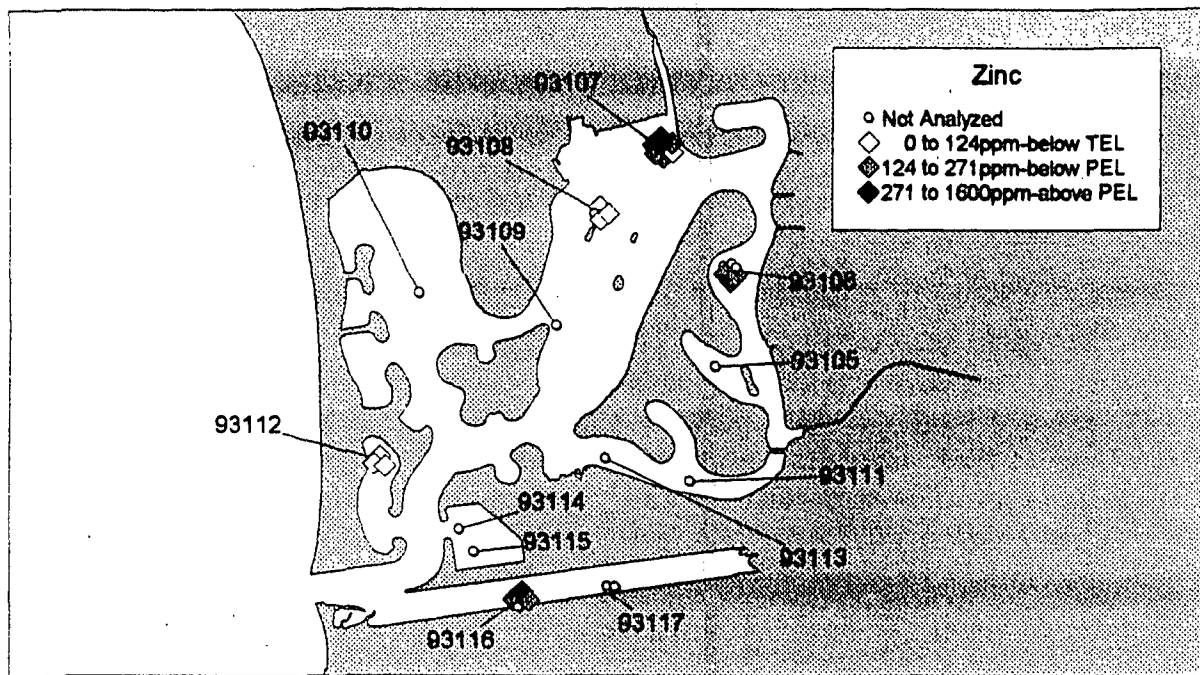 Zinc
Not Analyzed
0 to 124ppm-below TEL
124 to 271ppm-below PEL
271 to 1600ppm-above PEL
93107
93110
93108
93109
93106
93105
93112
93111
93114
93115
93113
93116
93117